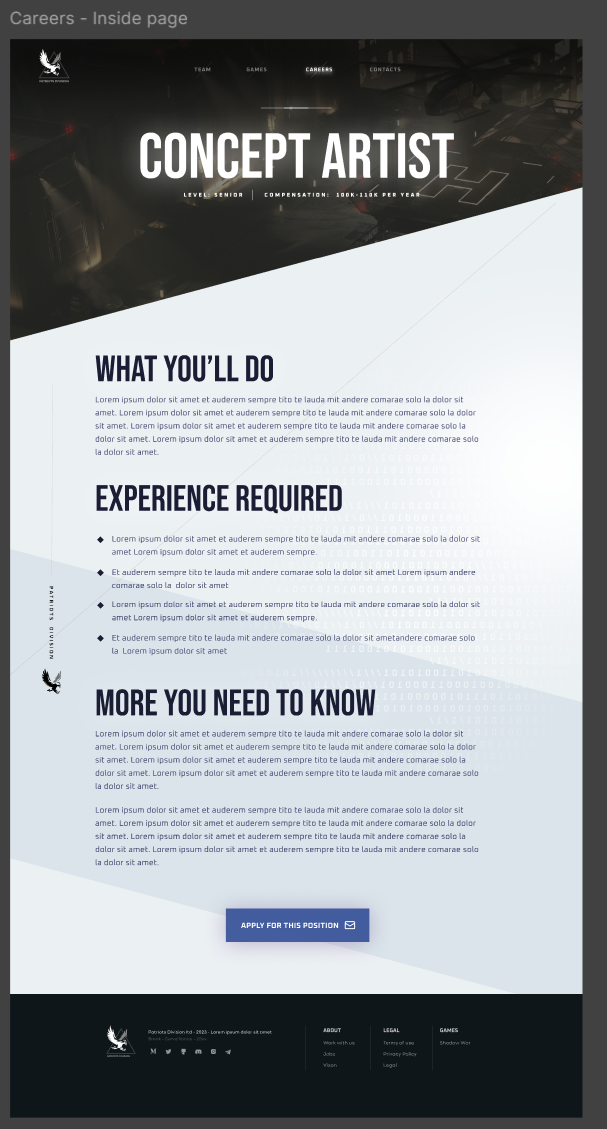 Careers - Inside page
TEAM GAMES CAREERS CONTACTS
CONCEPT ARTIST
LEVEL: SENIOR | COMPENSATION: 100K-110K PER YEAR
WHAT YOU'LL DO
Lorem ipsum dolor sit amet et auderem sempre tito te lauda mit andere comarae solo la dolor sit
amet. Lorem ipsum dolor sit amet et auderem sempre tito te lauda mit andere comarae solo la dolor
sit amet. Lorem ipsum dolor sit amet et auderem sempre tito te lauda mit andere comarae solo la
dolor sit amet. Lorem ipsum dolor sit amet et auderem sempre tito te lauda mit andere comarae solo
la dolor sit amet.
EXPERIENCE REQUIRED
Lorem ipsum dolor sit amet et auderem sempre tito te lauda mit andere comarae solo la dolor sit
amet Lorem ipsum dolor sit amet et auderem sempre.
Et auderem sempre tito te lauda mit andere comarae solo la dolor sit amet Lorem ipsum andere
comarae solo la dolor sit amet
Lorem ipsum dolor sit amet et auderem sempre tito te lauda mit andere comarae solo la dolor sit
amet Lorem ipsum dolor sit amet et auderem sempre.
Et auderem sempre tito te lauda mit andere comarae solo la dolor sit ametandere comarae solo
la Lorem ipsum dolor sit amet
PATRIOTS DIVISION
MORE YOU NEED TO KNOW
Lorem ipsum dolor sit amet et auderem sempre tito te lauda mit andere comarae solo la dolor sit
amet. Lorem ipsum dolor sit amet et auderem sempre tito te lauda mit andere comarae solo la dolor
sit amet. Lorem ipsum dolor sit amet et auderem sempre tito te lauda mit andere comarae solo la
dolor sit amet. Lorem ipsum dolor sit amet et auderem sempre tito te lauda mit andere comarae solo
la dolor sit amet.
Lorem ipsum dolor sit amet et auderem sempre tito te lauda mit andere comarae solo la dolor sit
amet. Lorem ipsum dolor sit amet et auderem sempre tito te lauda mit andere comarae solo la dolor
sit amet. Lorem ipsum dolor sit amet et auderem sempre tito te lauda mit andere comarae solo la
dolor sit amet. Lorem ipsum dolor sit amet et auderem sempre tito te lauda mit andere comarae solo
la dolor sit amet.
APPLY FOR THIS POSITION
Patriots Division ltd - 2023 - Lorem ipsum dolor sit amet
ABOUT
Work with us
Jobs
Vision
LEGAL
Terms of use
Privacy Policy
Legal
GAMES
Shadow War